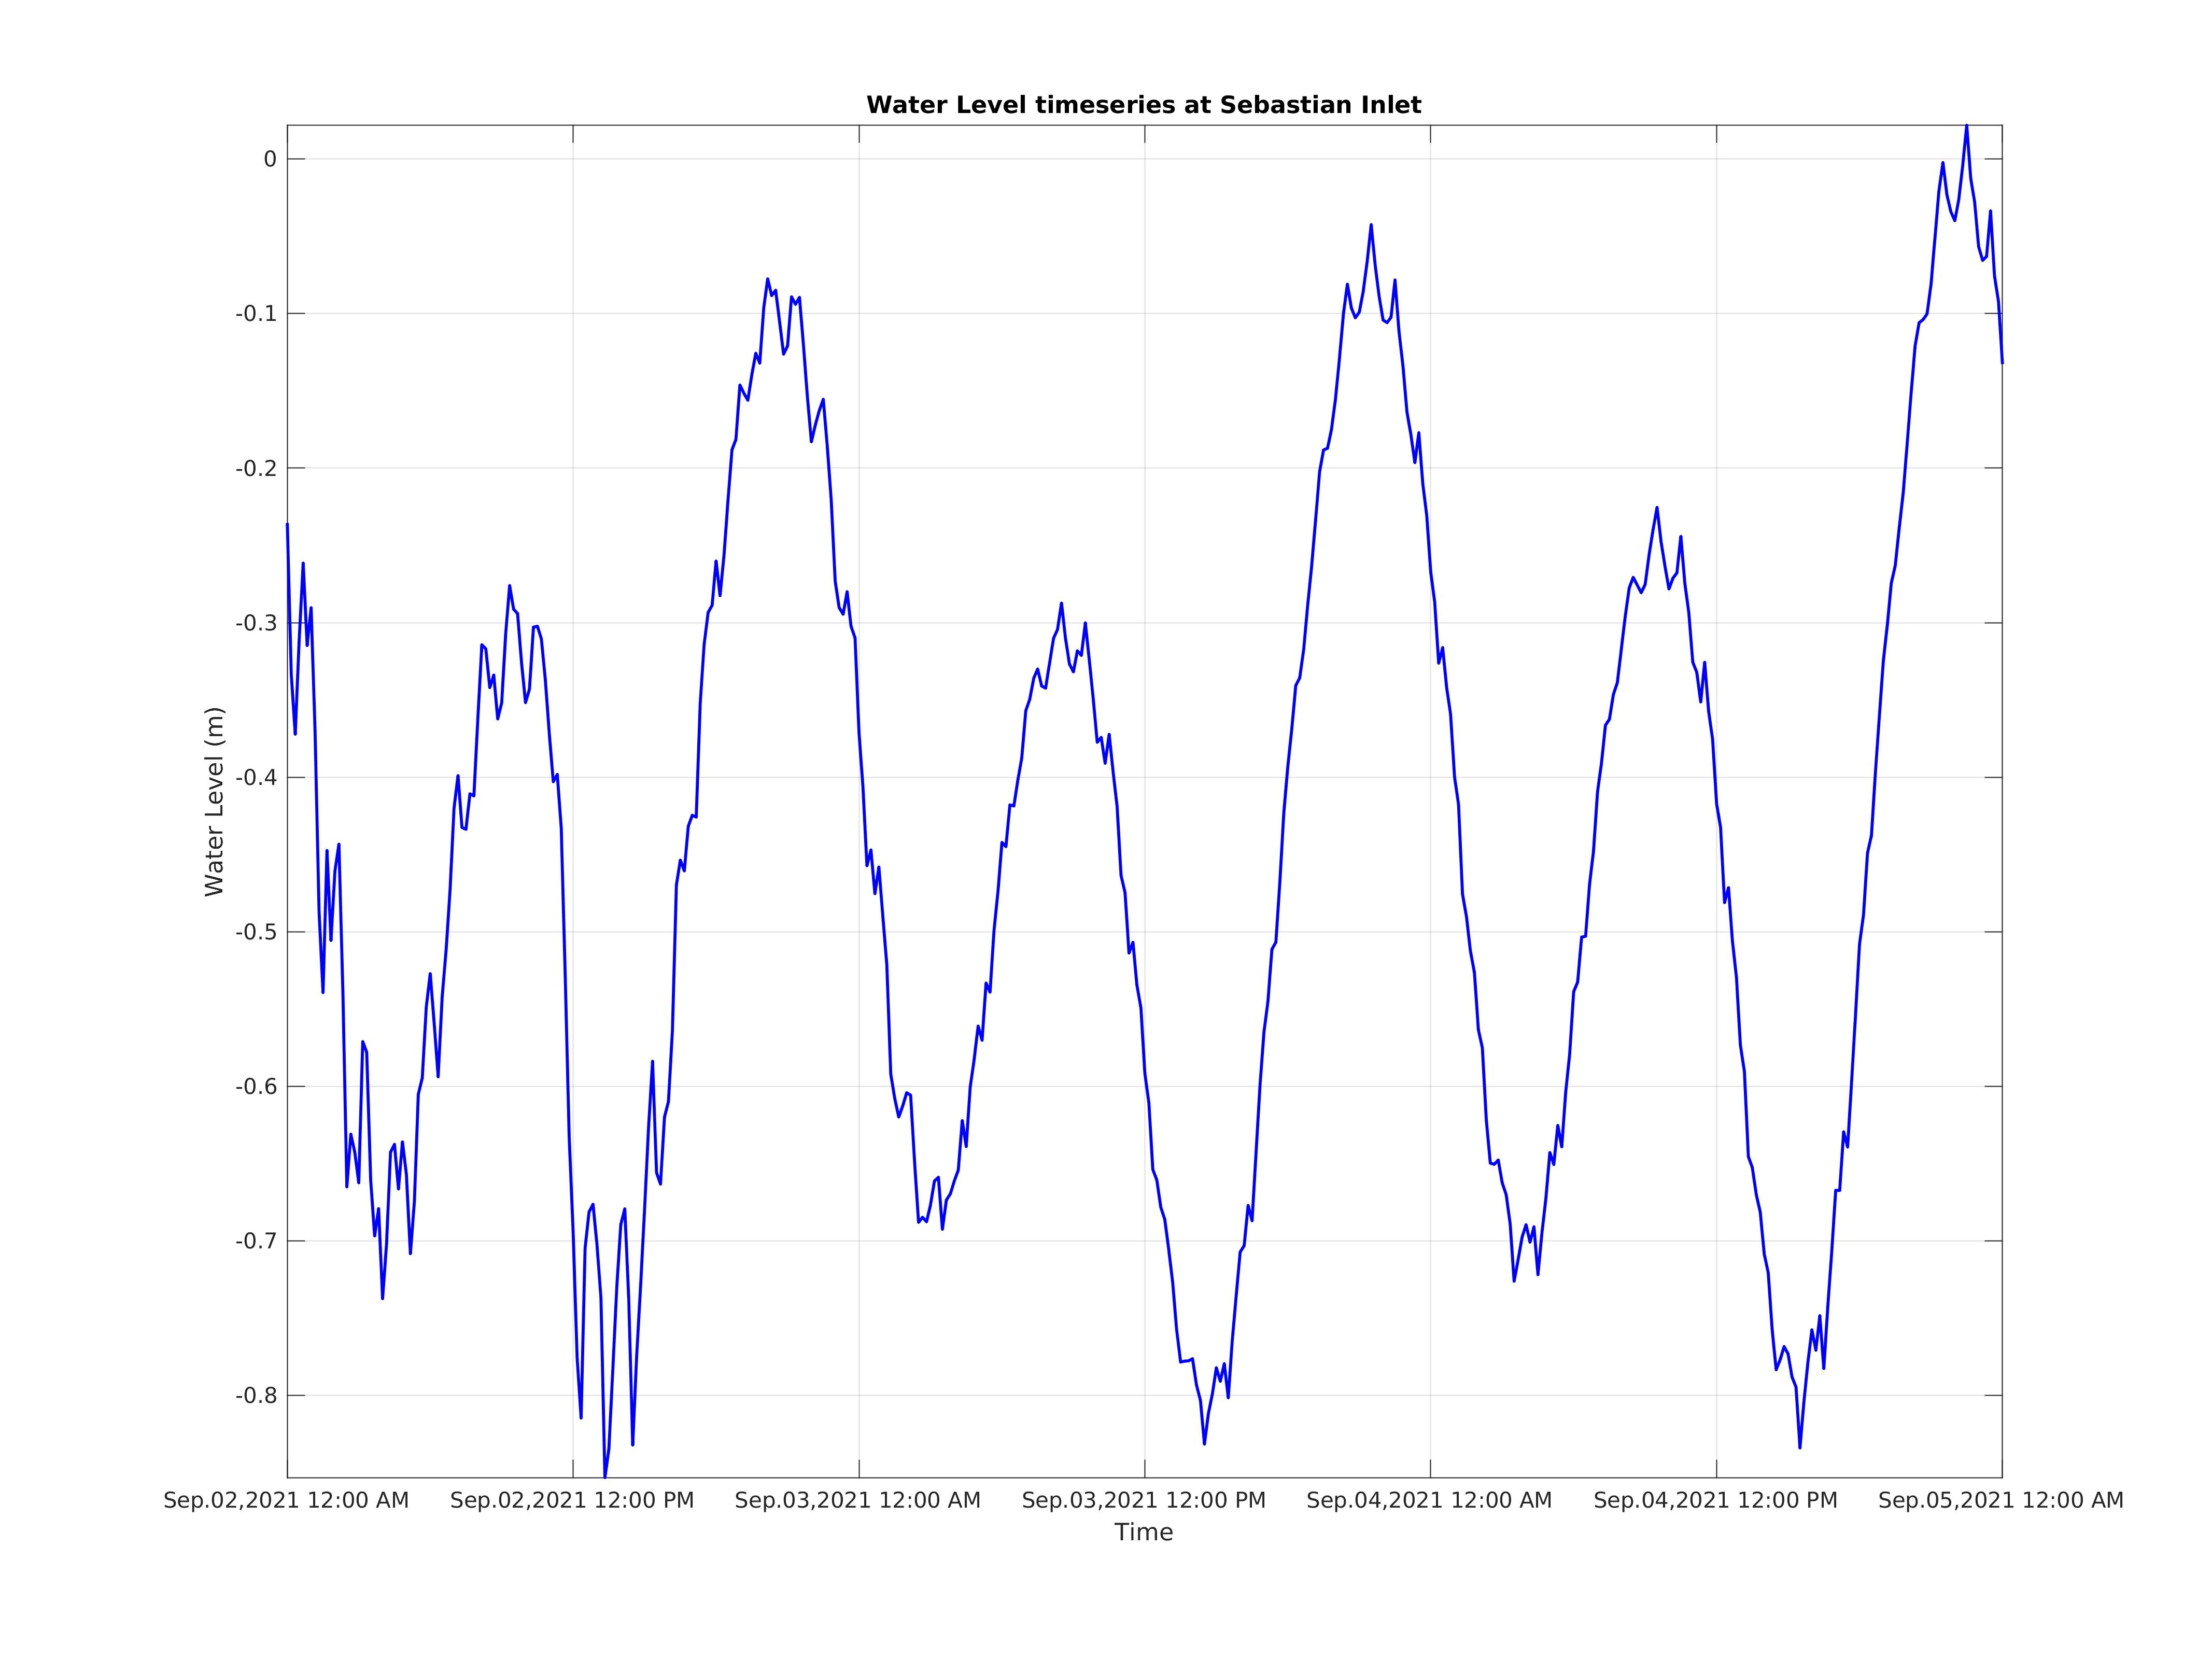 Water Level timeseries at Sebastian Inlet
0
-0.1
-0.2
-0.3
-0.4
-0.5
-0.6
-0.7
-0.8
Water Level (m)
Sep.02,2021 12:00 AM
Sep.02,2021 12:00 PM
Sep.03,2021 12:00 AM
Sep.03,2021 12:00 PM
Sep.04,2021 12:00 AM
Sep.04,2021 12:00 PM
Sep.05,2021 12:00 AM
Time